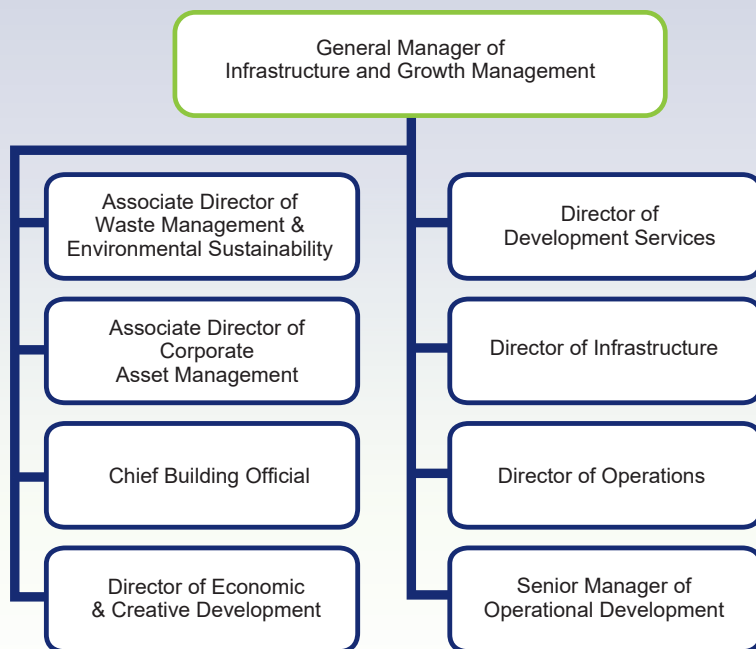 General Manager of
Infrastructure and Growth Management
Associate Director of
Waste Management &
Environmental Sustainability
Director of
Development Services
Associate Director of
Corporate
Asset Management
Director of Infrastructure
Chief Building Official
Director of Operations
Director of Economic
& Creative Development
Senior Manager of
Operational Development